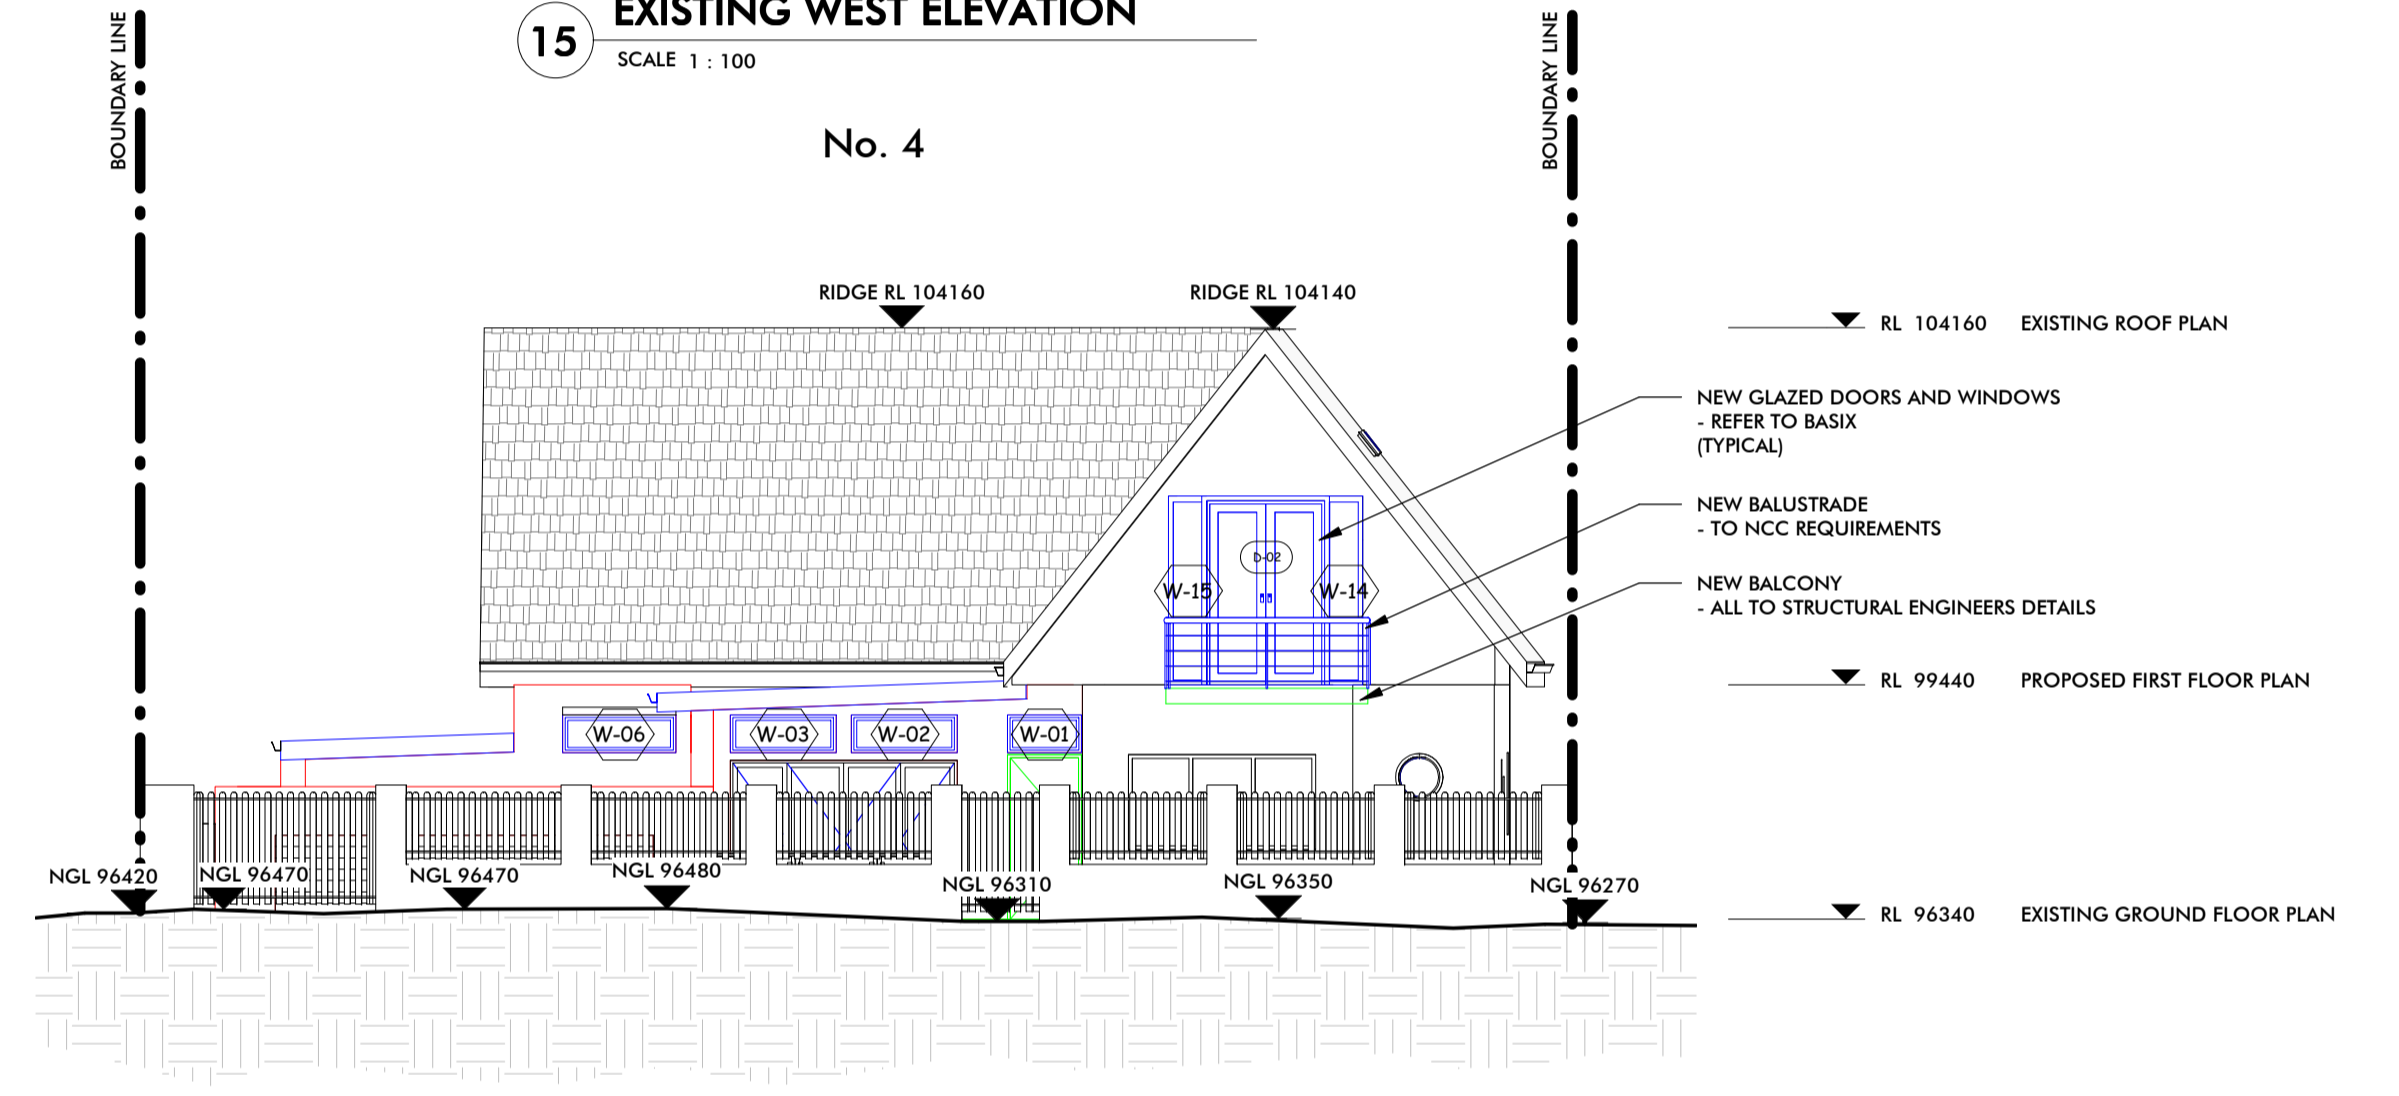 BOUNDARY LINE
15
EXISTING WEST ELEVATION
SCALE 1 : 100
BOUNDARY LINE
No. 4
RIDGE RL 104160
RIDGE RL 104140
RL 104160 EXISTING ROOF PLAN
NEW GLAZED DOORS AND WINDOWS
- REFER TO BASIX
(TYPICAL)
NEW BALUSTRADE
- TO NCC REQUIREMENTS
D-02
W-15
W-14
NEW BALCONY
- ALL TO STRUCTURAL ENGINEERS DETAILS
RL 99440 PROPOSED FIRST FLOOR PLAN
W-06
W-03
W-02
W-01
NGL 96420
NGL 96470
NGL 96470
NGL 96480
NGL 96310
NGL 96350
NGL 96270
RL 96340 EXISTING GROUND FLOOR PLAN